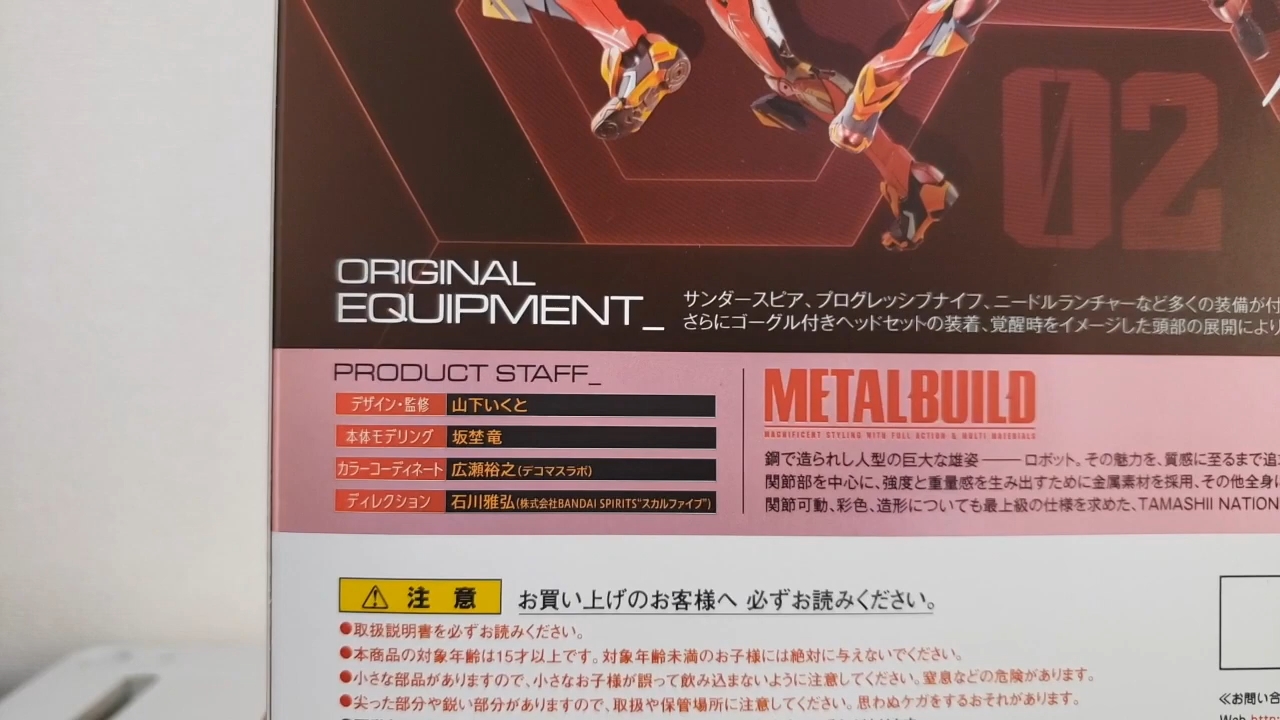 02
ORIGINAL
EQUIPMENT_
サンダースピア、プログレッシブナイフ、ニードルランチャーなど多くの装備が付
さらにゴーグル付きヘッドセットの装着、覚醒時をイメージした頭部の展開により
PRODUCT STAFF_
デザイン・監修 山下いくと
本体モデリング 坂埜 竜
カラーコーディネート 広瀬裕之(デコマスラボ)
ディレクション 石川雅弘(株式会社BANDAI SPIRITS"スカルファイブ")
METAL BUILD
MAGNIFICENT STYLING WITH FULL ACTION & MULTI MATERIALS
鋼で造られし人型の巨大な雄姿――ロボット。その魅力を、質感に至るまで追
関節部を中心に、強度と重量感を生み出すために金属素材を採用、その他全身に
関節可動、彩色、造形についても最上級の仕様を求めた、TAMASHII NATION
⚠ 注意 お買い上げのお客様へ 必ずお読みください。
●取扱説明書を必ずお読みください。
●本商品の対象年齢は15才以上です。対象年齢未満のお子様には絶対に与えないでください。
●小さな部品がありますので、小さなお子様が誤って飲み込まないように注意してください。窒息などの危険があります。
●尖った部分や鋭い部分がありますので、取扱や保管場所に注意してください。思わぬケガをするおそれがあります。
≪お問い合
Web http